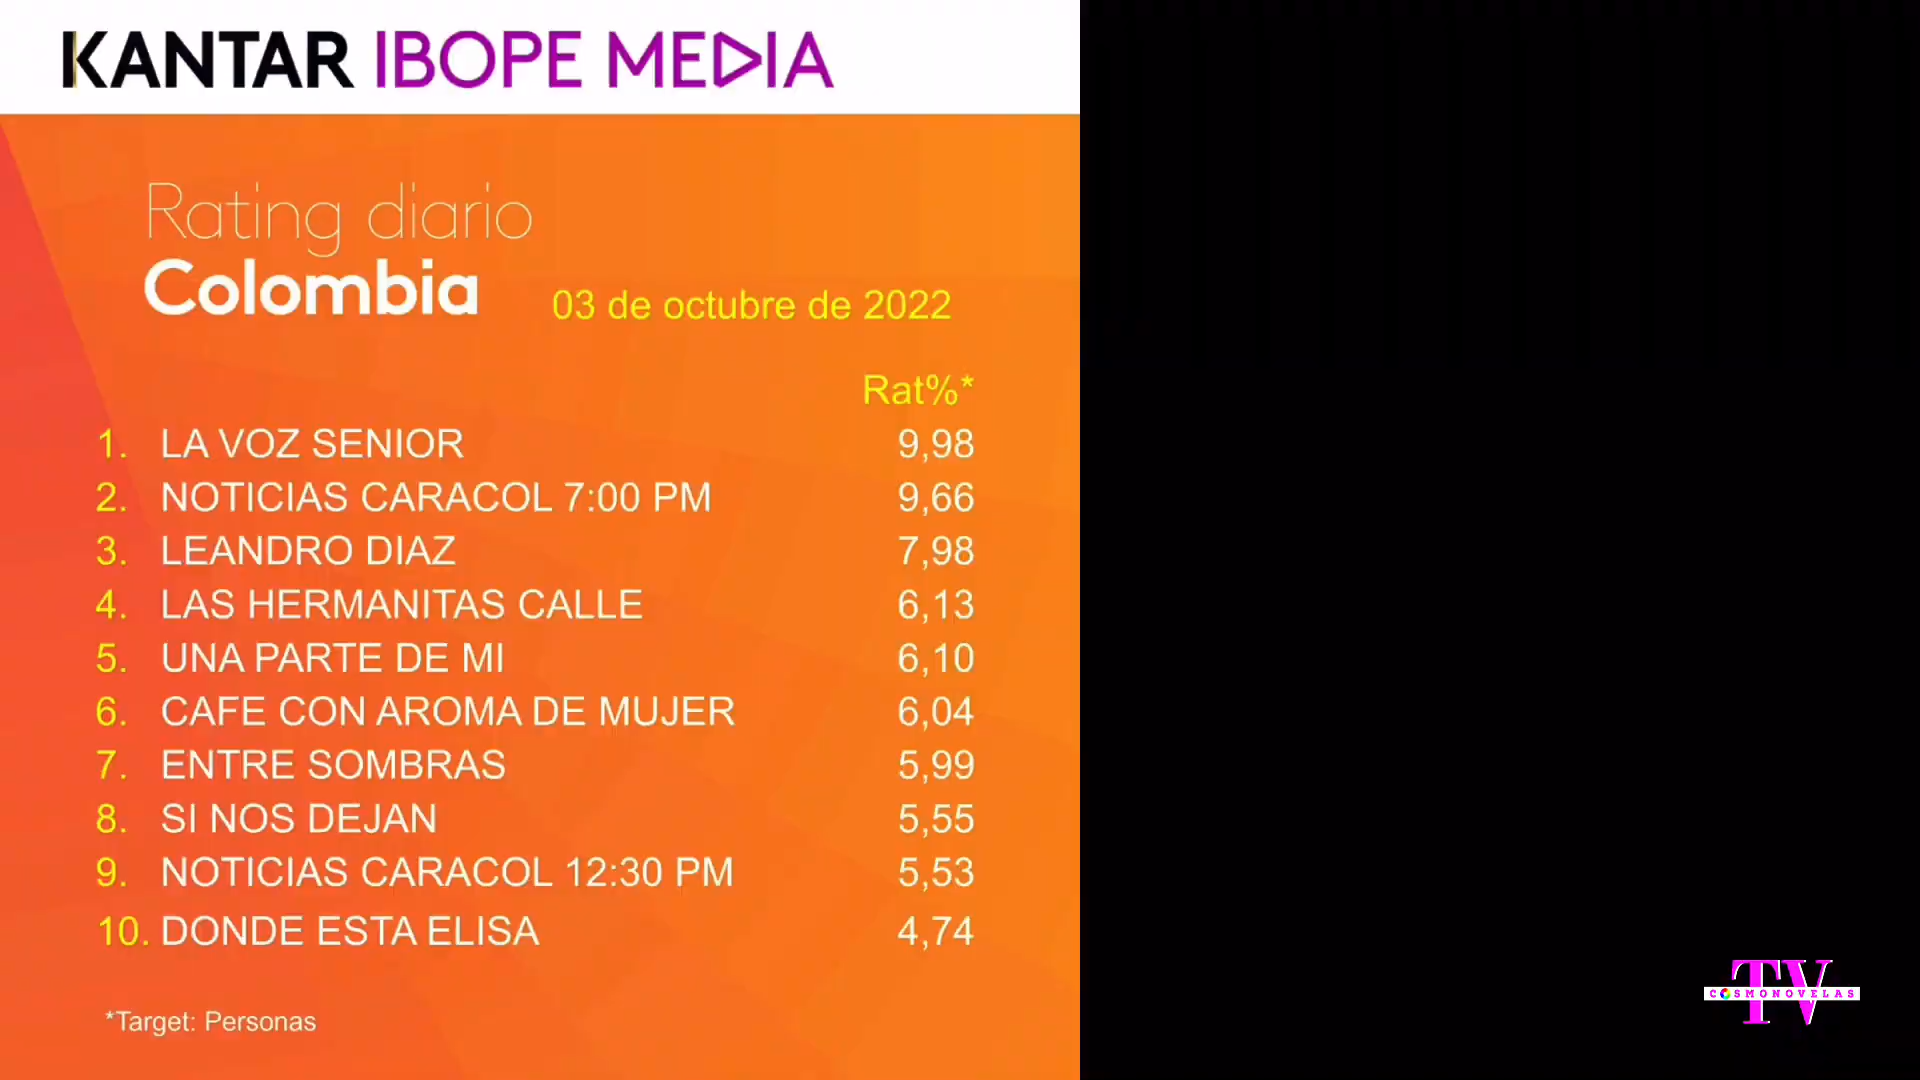 KANTAR IBOPE MEDIA
Rating diario
Colombia 03 de octubre de 2022
Rat%*
1. LA VOZ SENIOR 9,98
2. NOTICIAS CARACOL 7:00 PM 9,66
3. LEANDRO DIAZ 7,98
4. LAS HERMANITAS CALLE 6,13
5. UNA PARTE DE MI 6,10
6. CAFE CON AROMA DE MUJER 6,04
7. ENTRE SOMBRAS 5,99
8. SI NOS DEJAN 5,55
9. NOTICIAS CARACOL 12:30 PM 5,53
10. DONDE ESTA ELISA 4,74
*Target: Personas
TV
COSMONOVELAS